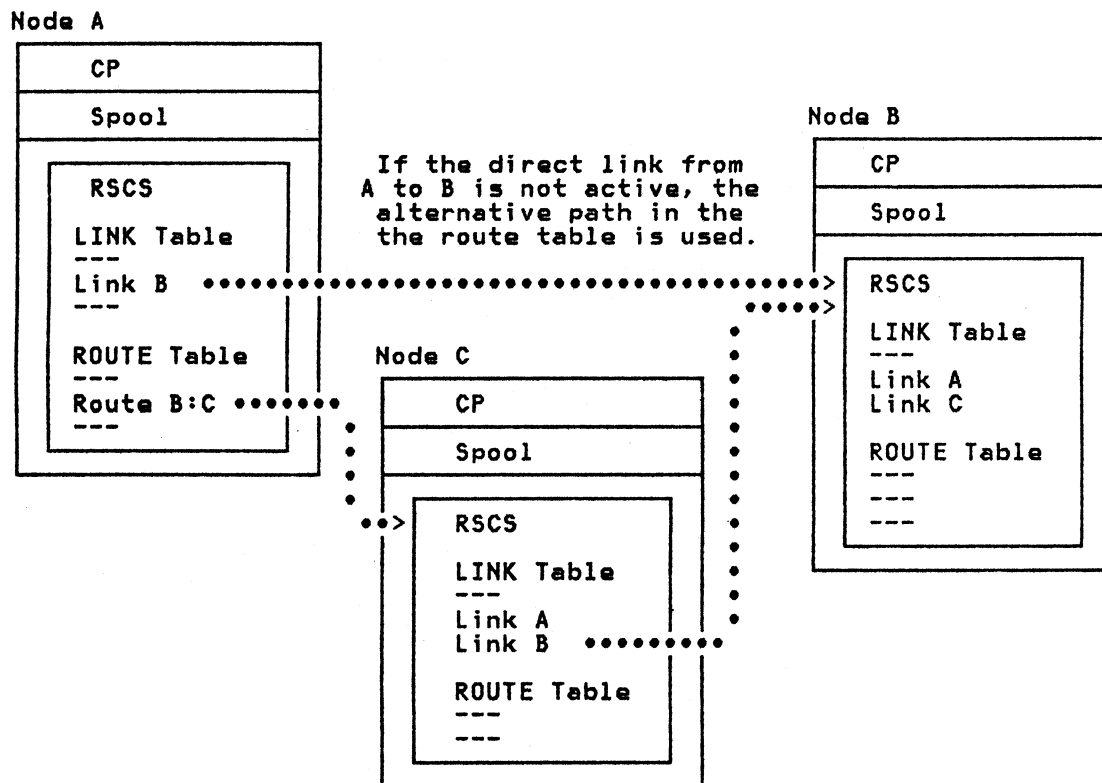 Node A
CP
Spool
RSCS
LINK Table
---
Link B
---
ROUTE Table
---
Route B:C
---
If the direct link from
A to B is not active, the
alternative path in the
the route table is used.
Node B
CP
Spool
RSCS
LINK Table
---
Link A
Link C
ROUTE Table
---
---
---
Node C
CP
Spool
RSCS
LINK Table
---
Link A
Link B
ROUTE Table
---
---